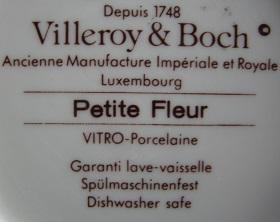 Depuis 1748
Villeroy & Boch ©
Ancienne Manufacture Impériale et Royale
Luxembourg
Petite Fleur
VITRO-Porcelaine
Garanti lave-vaisselle
Spülmaschinenfest
Dishwasher safe